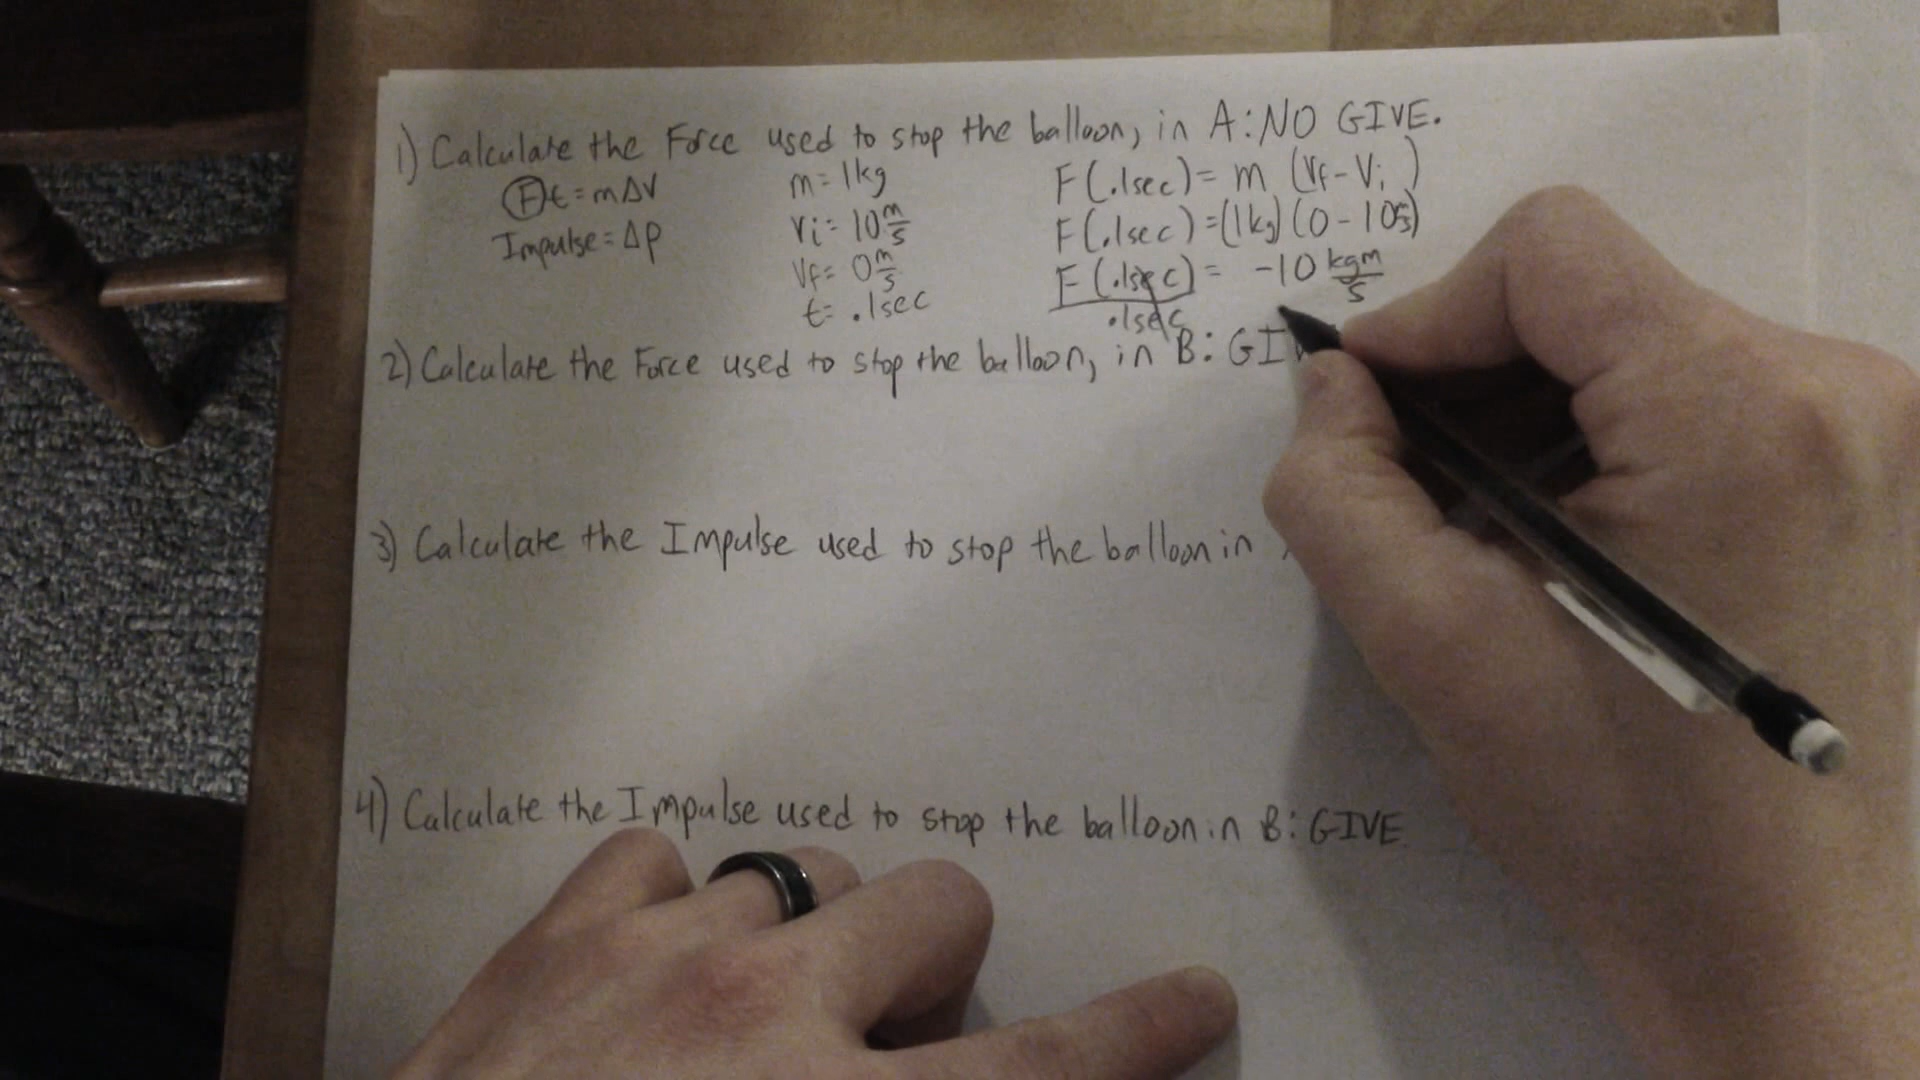 1) Calculate the Force used to stop the balloon, in A: NO GIVE.
Ft = mΔV
Impulse = Δp
m = 1kg
Vi = 10 m/s
Vf = 0 m/s
t = .1sec
F(.1sec) = m (Vf - Vi)
F(.1sec) = (1kg)(0 - 10 m/s)
F(.1sec) = -10 kgm/s
.1sec
2) Calculate the Force used to stop the balloon, in B: GI
3) Calculate the Impulse used to stop the balloon in
4) Calculate the Impulse used to stop the balloon in B: GIVE